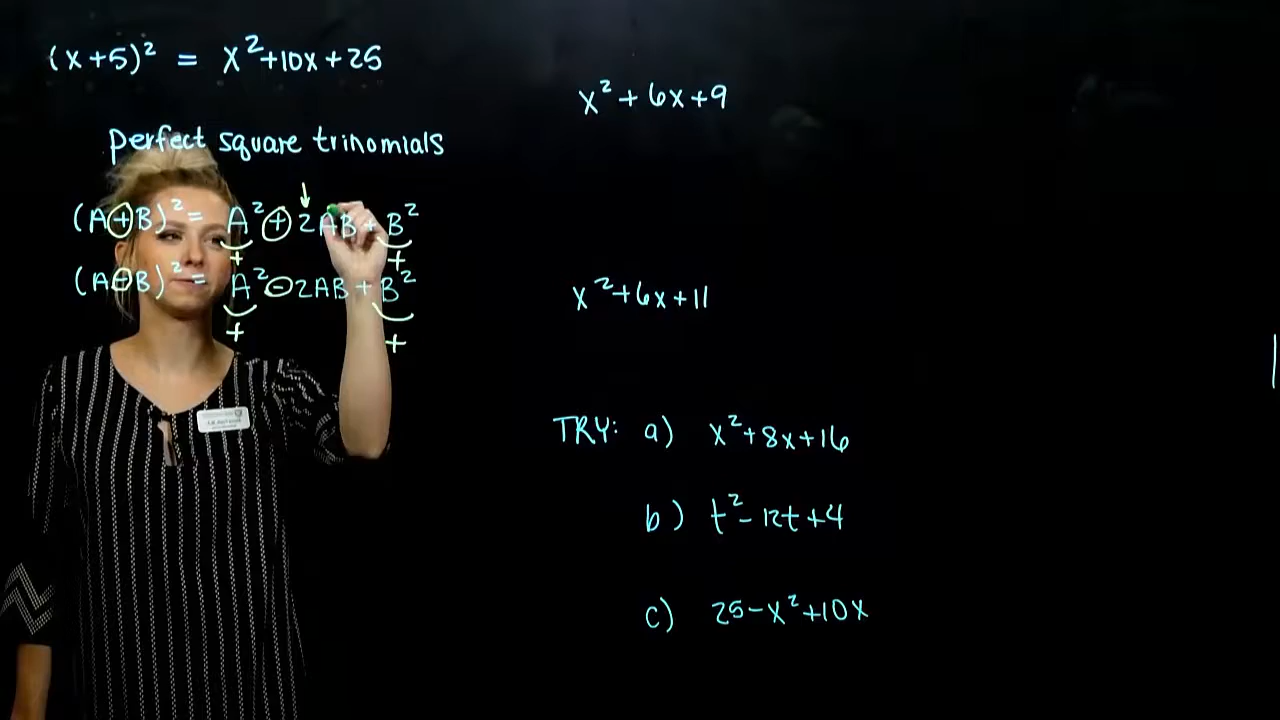 (x+5)² = x²+10x+25
perfect square trinomials
(A+B)² = A² + 2AB + B²
+ +
(A−B)² = A² − 2AB + B²
+ +
x² + 6x + 9
x² + 6x + 11
TRY: a) x² + 8x + 16
b) t² − 12t + 4
c) 25 − x² + 10x